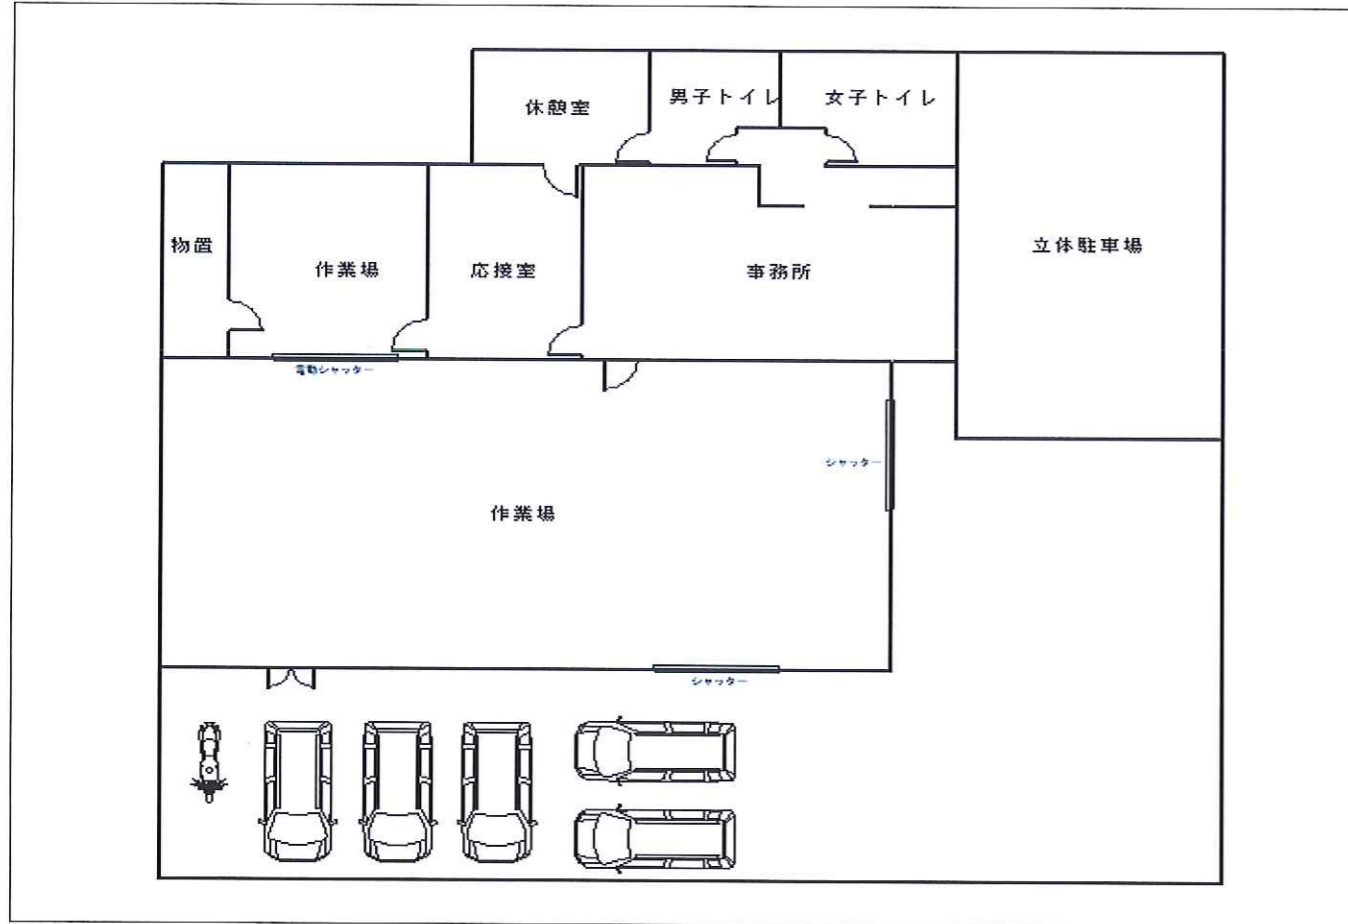 休憩室
男子トイレ
女子トイレ
物置
作業場
応接室
事務所
立体駐車場
電動シャッター
シャッター
作業場
シャッター